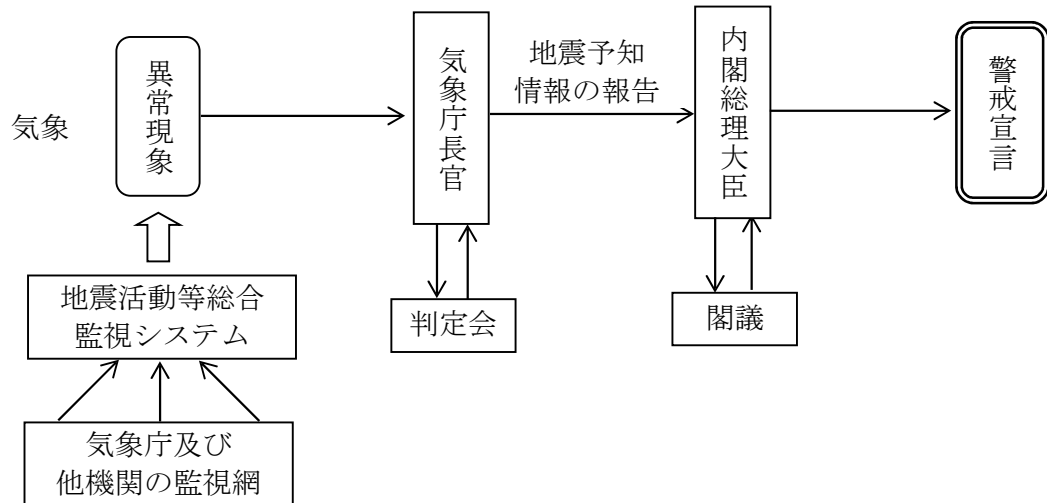 気象
異常現象
気象庁長官
地震予知
情報の報告
内閣総理大臣
警戒宣言
地震活動等総合
監視システム
判定会
閣議
気象庁及び
他機関の監視網